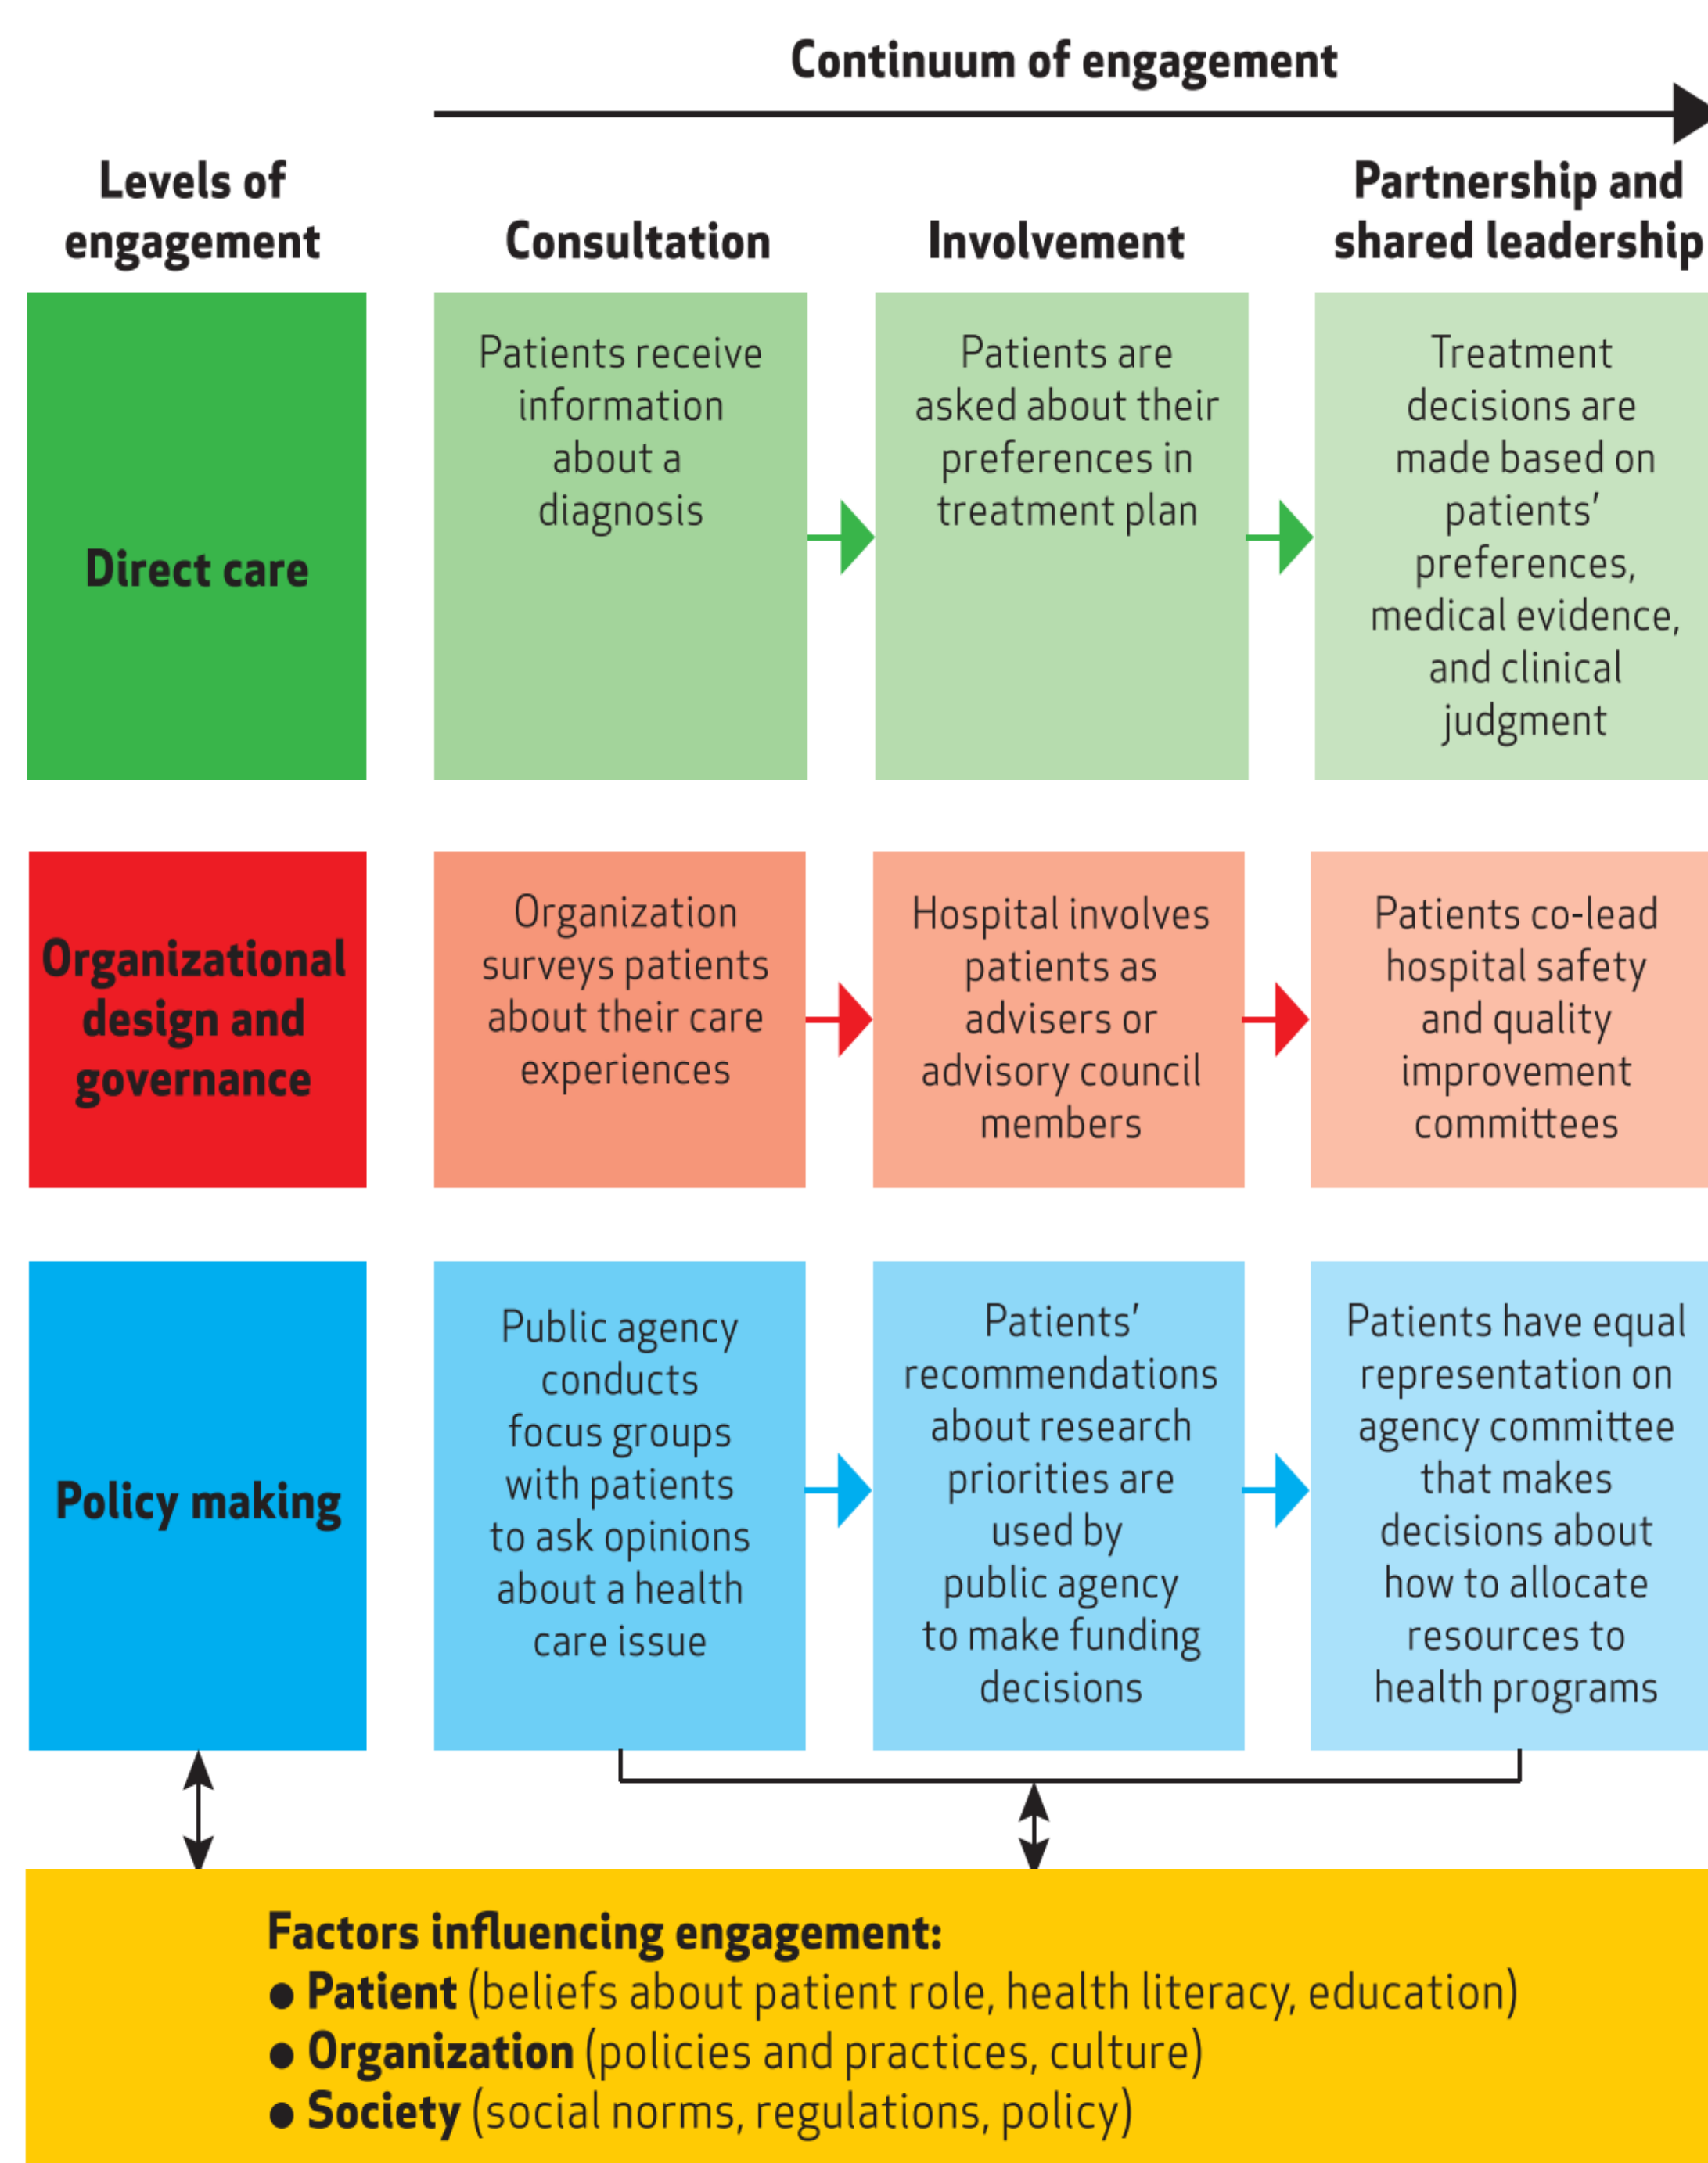 Continuum of engagement
Levels of
engagement
Consultation
Involvement
Partnership and
shared leadership
Direct care
Patients receive
information
about a
diagnosis
Patients are
asked about their
preferences in
treatment plan
Treatment
decisions are
made based on
patients’
preferences,
medical evidence,
and clinical
judgment
Organizational
design and
governance
Organization
surveys patients
about their care
experiences
Hospital involves
patients as
advisers or
advisory council
members
Patients co-lead
hospital safety
and quality
improvement
committees
Policy making
Public agency
conducts
focus groups
with patients
to ask opinions
about a health
care issue
Patients’
recommendations
about research
priorities are
used by
public agency
to make funding
decisions
Patients have equal
representation on
agency committee
that makes
decisions about
how to allocate
resources to
health programs
Factors influencing engagement:
● Patient (beliefs about patient role, health literacy, education)
● Organization (policies and practices, culture)
● Society (social norms, regulations, policy)